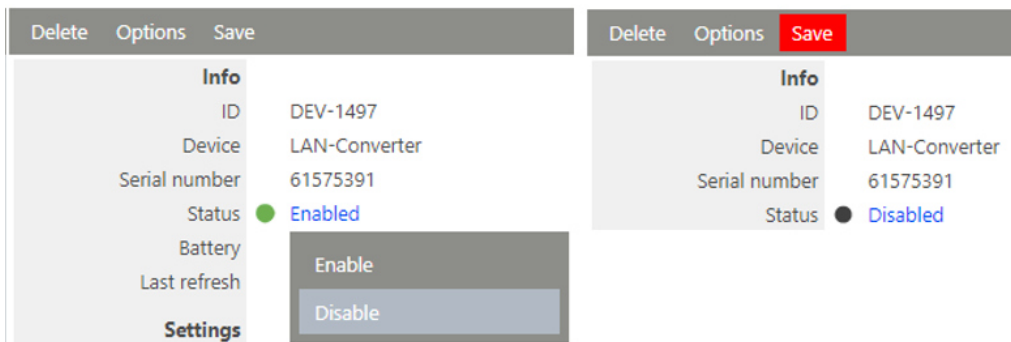 Delete Options Save
Info
ID DEV-1497
Device LAN-Converter
Serial number 61575391
Status Enabled
Battery
Last refresh
Enable
Disable
Settings
Delete Options Save
Info
ID DEV-1497
Device LAN-Converter
Serial number 61575391
Status Disabled